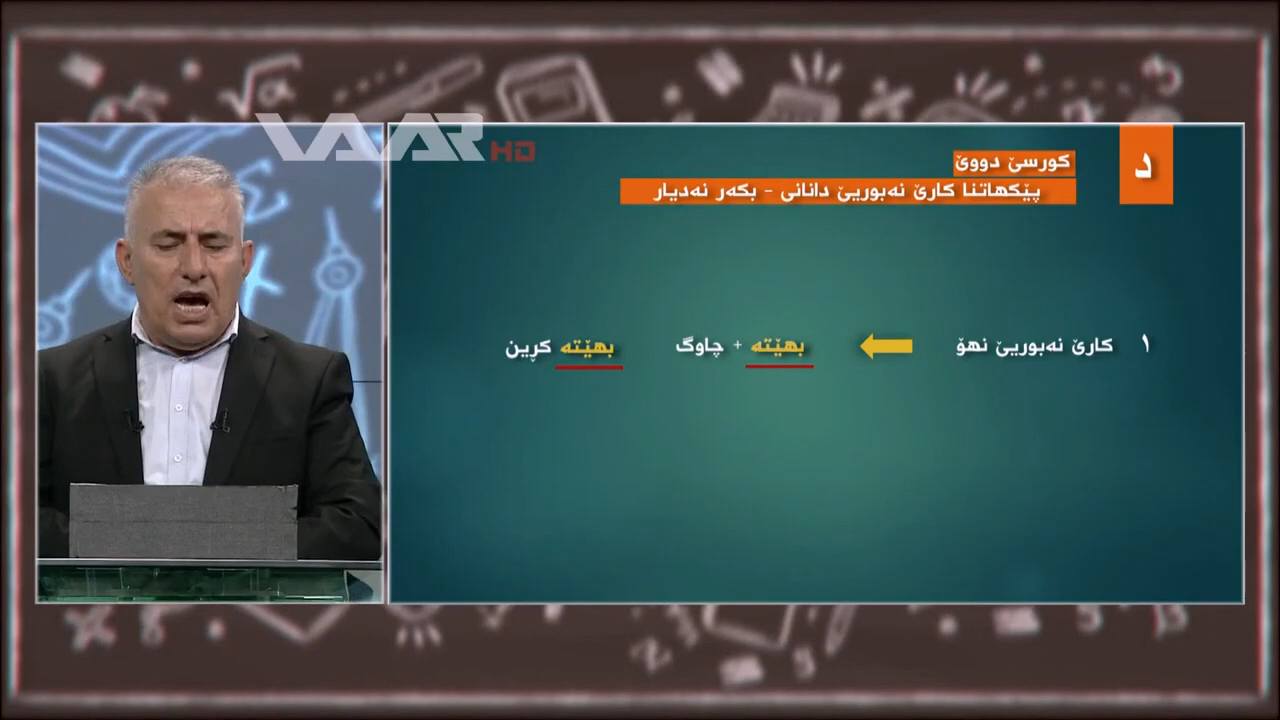 VAAR HD
د
کورسێ دووێ
پێکهاتنا کارێ نەبوریێ دانانی - بکەر نەدیار
١ کارێ نەبوریێ نهۆ بهێتە + چاوگ بهێتە کڕین